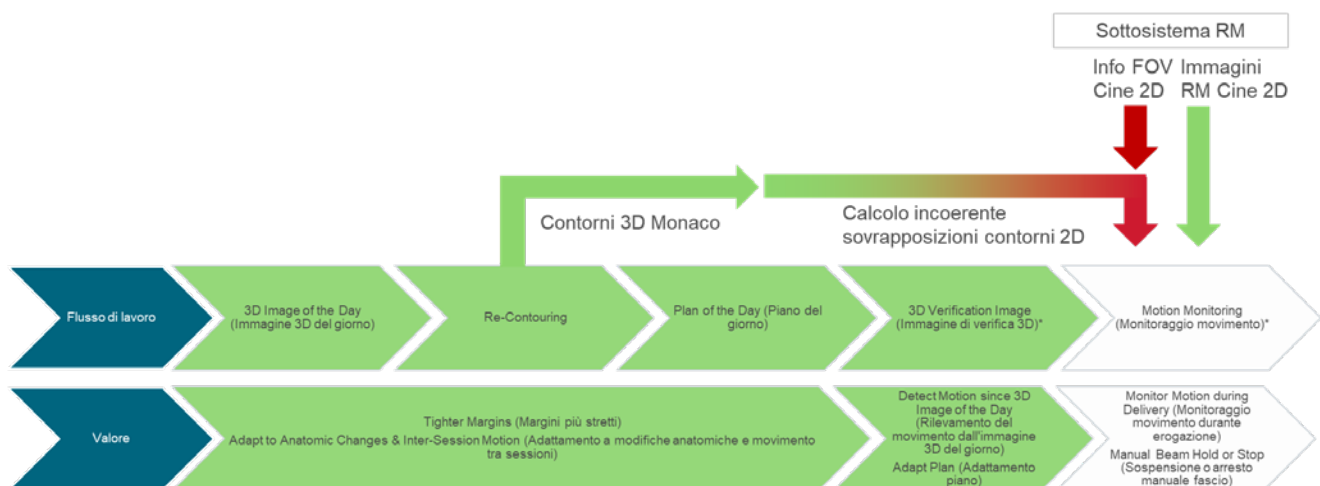 Sottosistema RM
Info FOV
Cine 2D
Immagini
RM Cine 2D
Contorni 3D Monaco
Calcolo incoerente
sovrapposizioni contorni 2D
Flusso di lavoro
3D Image of the Day
(Immagine 3D del giorno)
Re-Contouring
Plan of the Day (Piano del
giorno)
3D Verification Image
(Immagine di verifica 3D)*
Motion Monitoring
(Monitoraggio movimento)*
Valore
Tighter Margins (Margini più stretti)
Adapt to Anatomic Changes & Inter-Session Motion (Adattamento a modifiche anatomiche e movimento
tra sessioni)
Detect Motion since 3D
Image of the Day
(Rilevamento del
movimento dall'immagine
3D del giorno)
Adapt Plan (Adattamento
piano)
Monitor Motion during
Delivery (Monitoraggio
movimento durante
erogazione)
Manual Beam Hold or Stop
(Sospensione o arresto
manuale fascio)